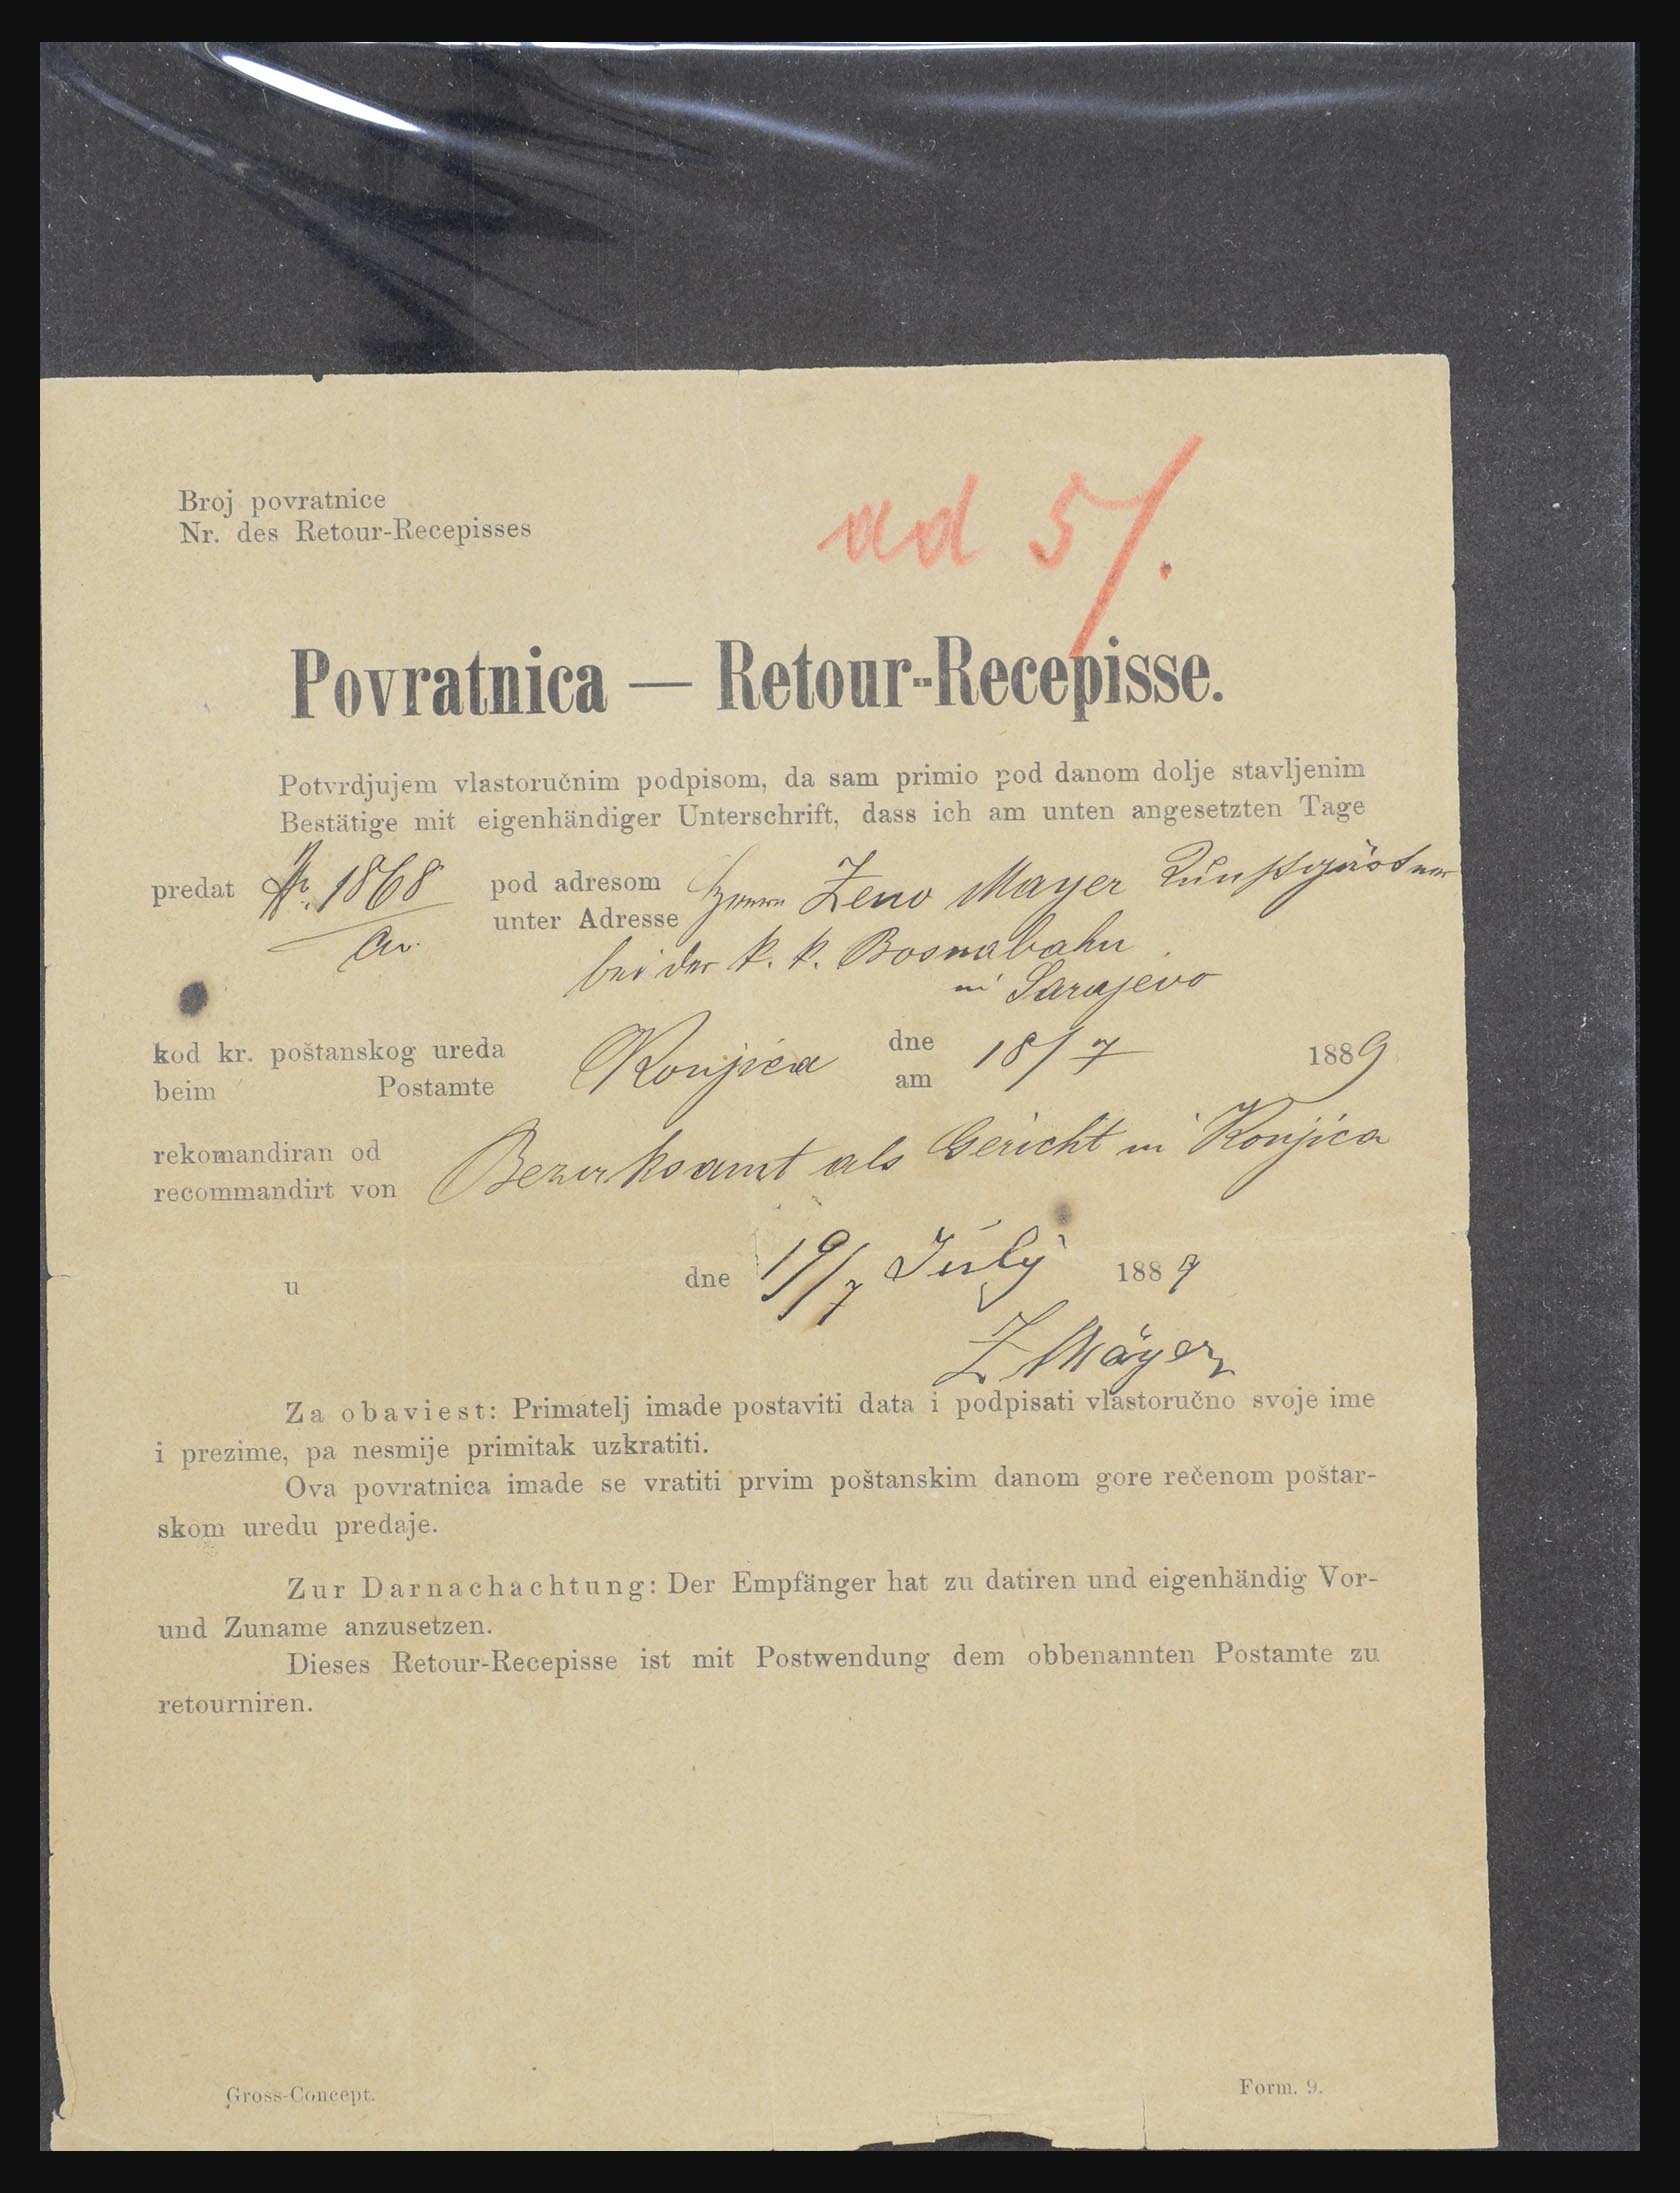 Broj povratnice
Nr. des Retour-Recepisses
ad 5/.
Povratnica — Retour-Recepisse.
Potvrdjujem vlastoručnim podpisom, da sam primio pod danom dolje stavljenim
Bestätige mit eigenhändiger Unterschrift, dass ich am unten angesetzten Tage
predat Nr. 1868 pod adresom Herrn Zeno Mayer
unter Adresse
bei der k. k. Bosnabahn
in Sarajevo
kod kr. poštanskog ureda Konjica dne 18/7 1889
beim Postamte am
rekomandiran od Bezirksamt als Gericht in Konjica
recommandirt von
u dne 19/7 July 1889
Z Mayer
Za obaviest: Primatelj imade postaviti data i podpisati vlastoručno svoje ime
i prezime, pa nesmije primitak uzkratiti.
Ova povratnica imade se vratiti prvim poštanskim danom gore rečenom poštar-
skom uredu predaje.
Zur Darnachachtung: Der Empfänger hat zu datiren und eigenhändig Vor-
und Zuname anzusetzen.
Dieses Retour-Recepisse ist mit Postwendung dem obbenannten Postamte zu
retourniren.
Gross-Concept.
Form. 9.